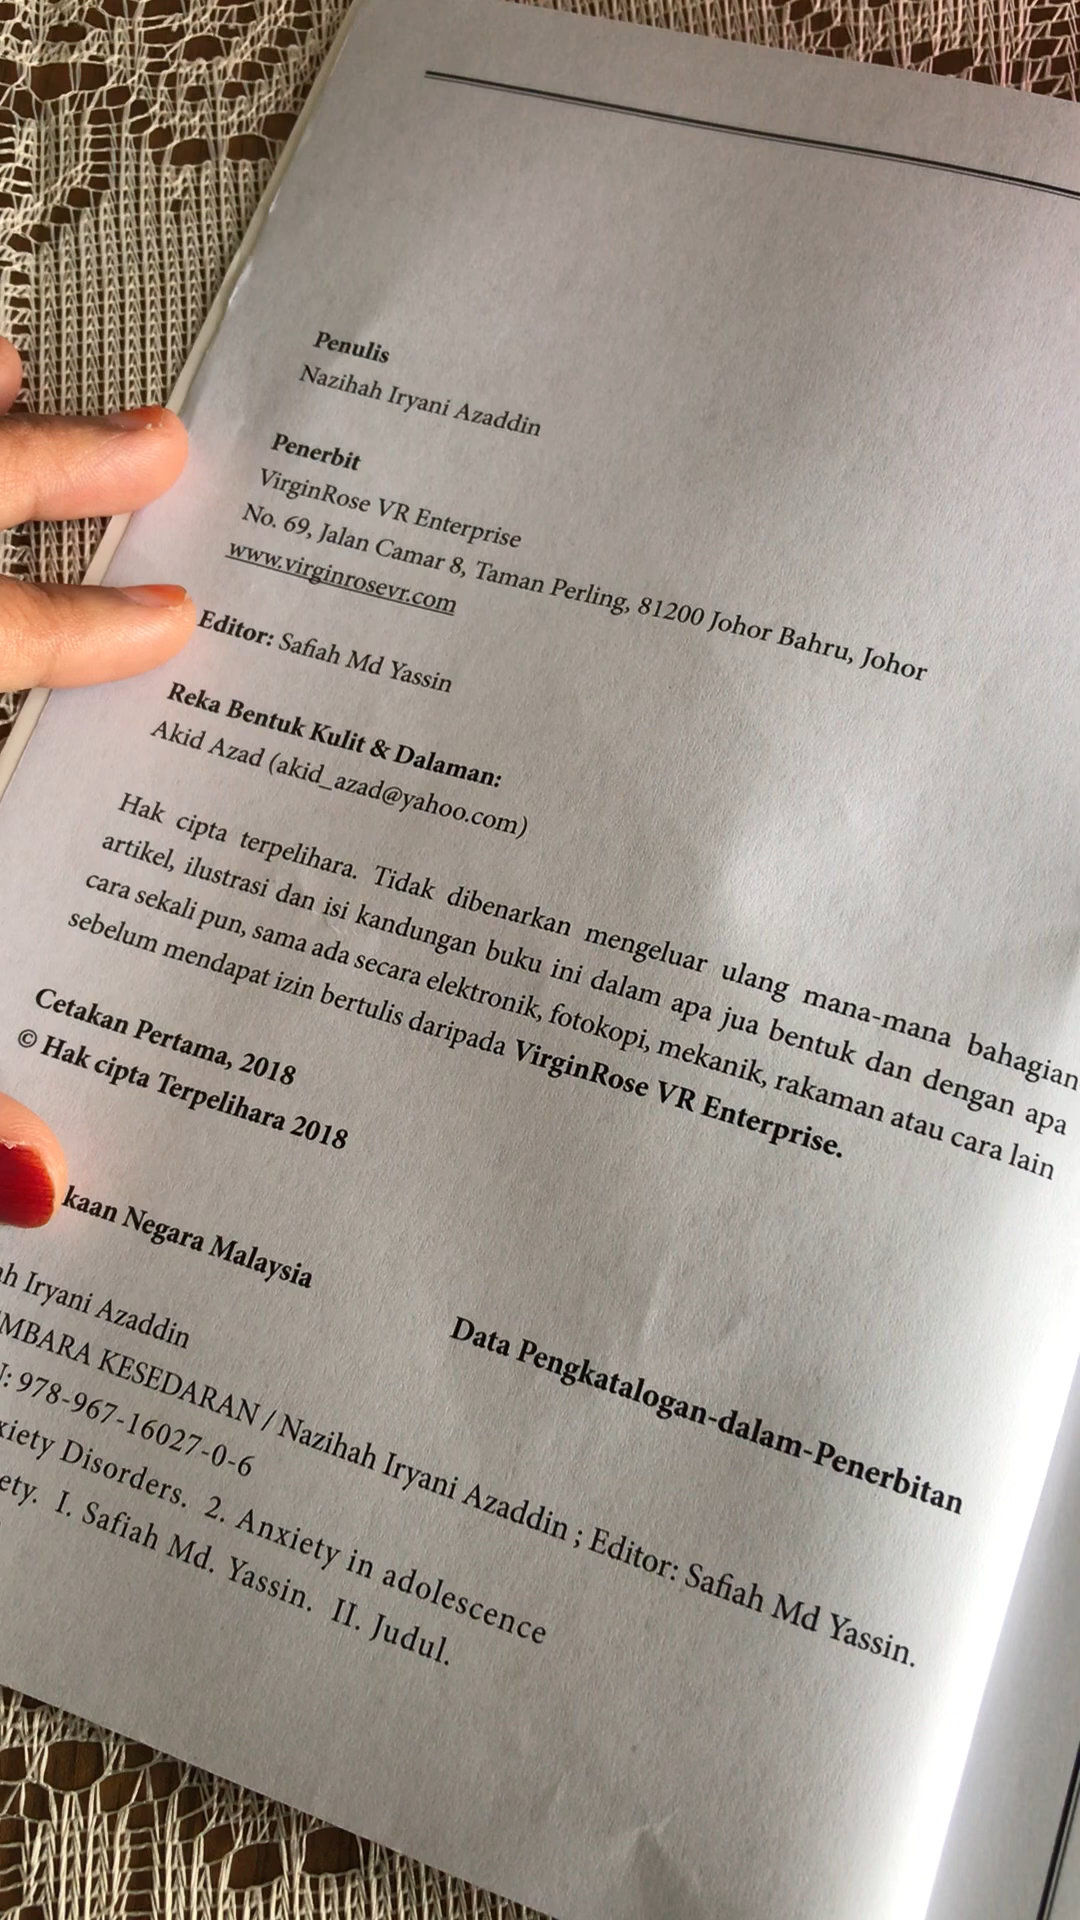 Penulis
Nazihah Iryani Azaddin
Penerbit
VirginRose VR Enterprise
No. 69, Jalan Camar 8, Taman Perling, 81200 Johor Bahru, Johor
www.virginrosevr.com
Editor: Safiah Md Yassin
Reka Bentuk Kulit & Dalaman:
Akid Azad (akid_azad@yahoo.com)
Hak cipta terpelihara. Tidak dibenarkan mengeluar ulang mana-mana bahagian
artikel, ilustrasi dan isi kandungan buku ini dalam apa jua bentuk dan dengan apa
cara sekali pun, sama ada secara elektronik, fotokopi, mekanik, rakaman atau cara lain
sebelum mendapat izin bertulis daripada VirginRose VR Enterprise.
Cetakan Pertama, 2018
© Hak cipta Terpelihara 2018
kaan Negara Malaysia
Data Pengkatalogan-dalam-Penerbitan
ah Iryani Azaddin
MBARA KESEDARAN / Nazihah Iryani Azaddin ; Editor: Safiah Md Yassin.
N: 978-967-16027-0-6
xiety Disorders. 2. Anxiety in adolescence
ety. I. Safiah Md. Yassin. II. Judul.